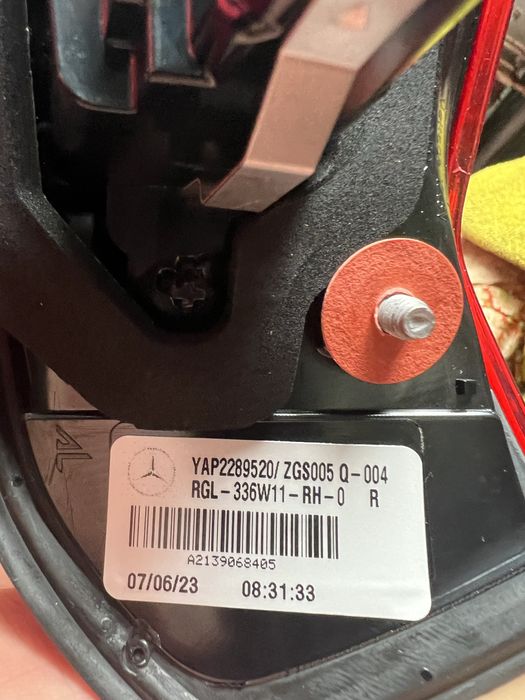 YAP2289520/ ZGS005 Q-004
RGL-336W11-RH-0 R
A2139068405
07/06/23 08:31:33